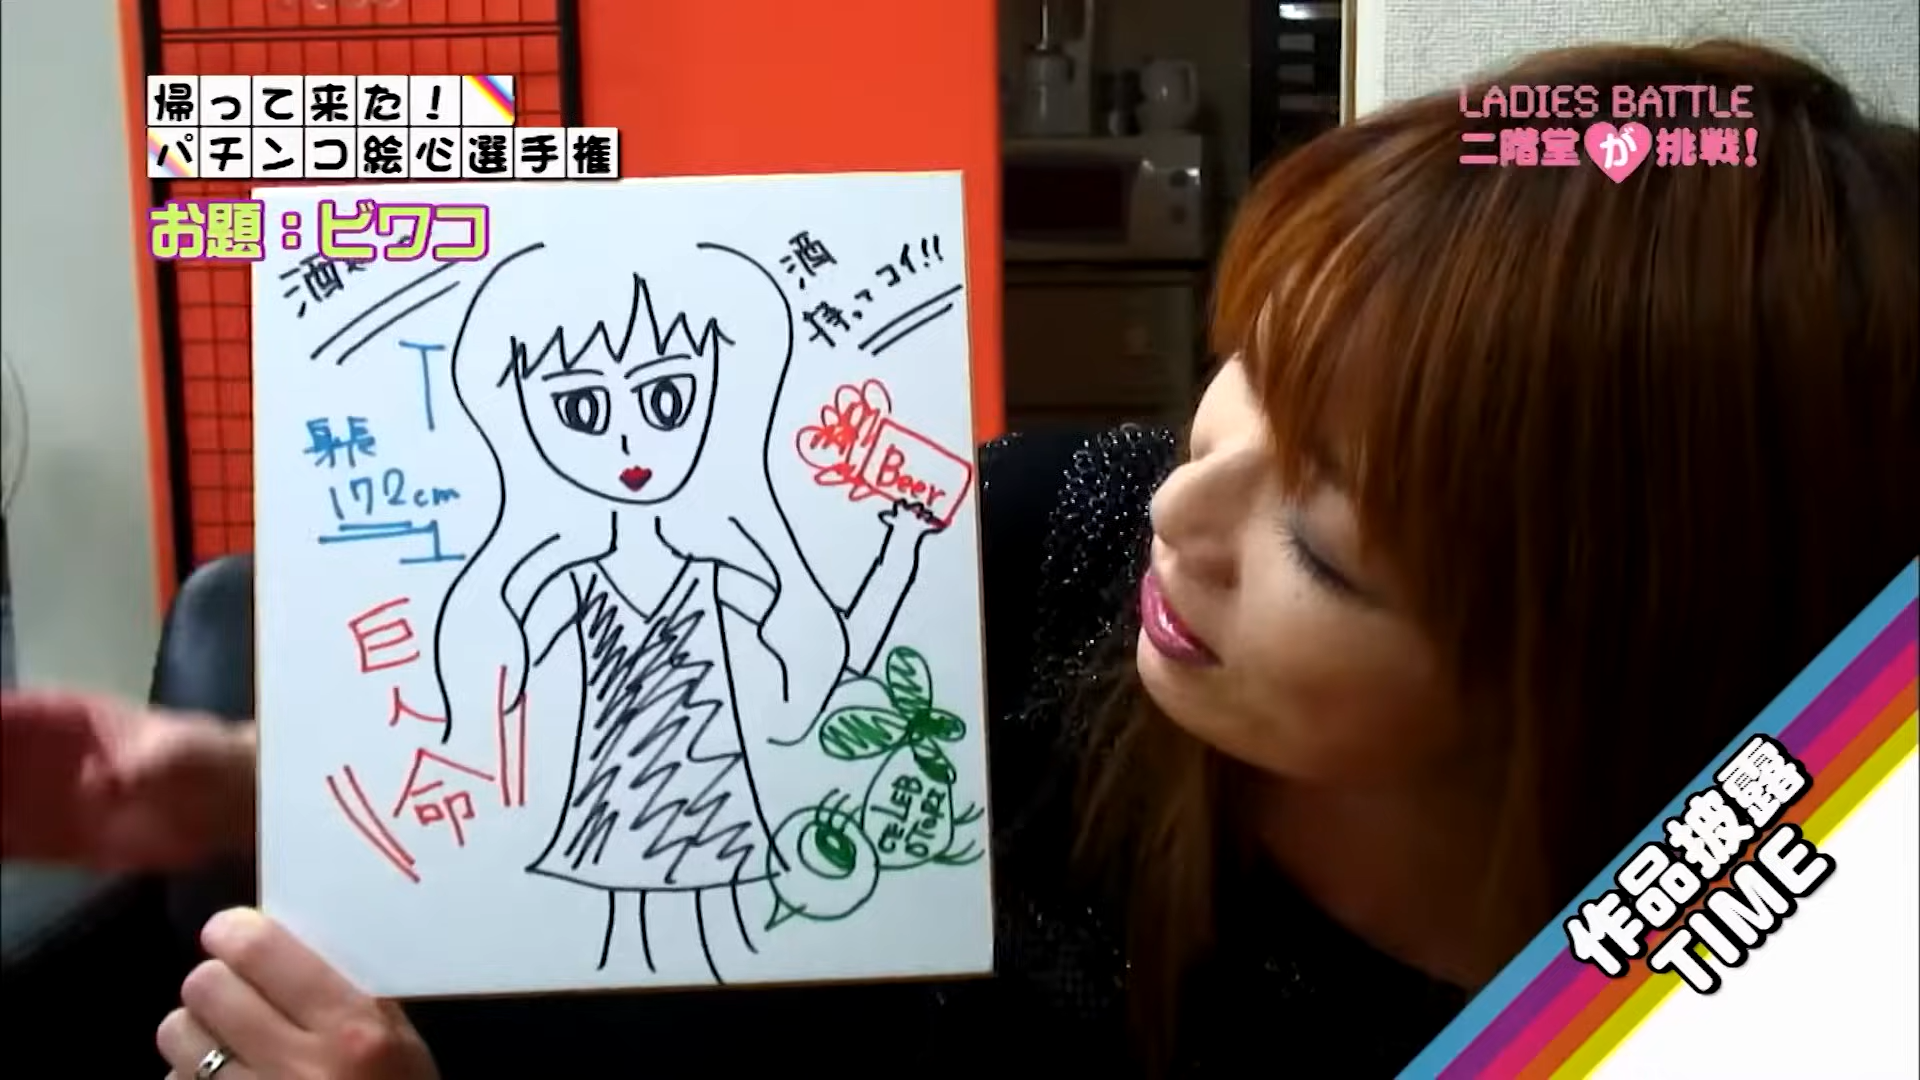 帰って来た!
パチンコ絵心選手権
お題:ビワコ
LADIES BATTLE
二階堂が挑戦!
酒
酒
持ってコイ!!
身長
172cm
巨
人
命
Beer
CELEB
作品披露
TIME